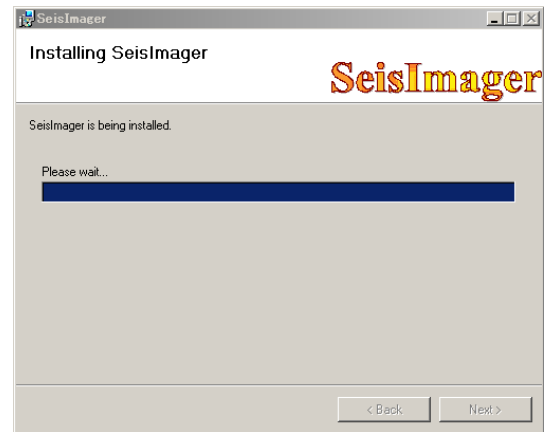 SeisImager
Installing SeisImager
SeisImager
SeisImager is being installed.
Please wait...
< Back
Next >